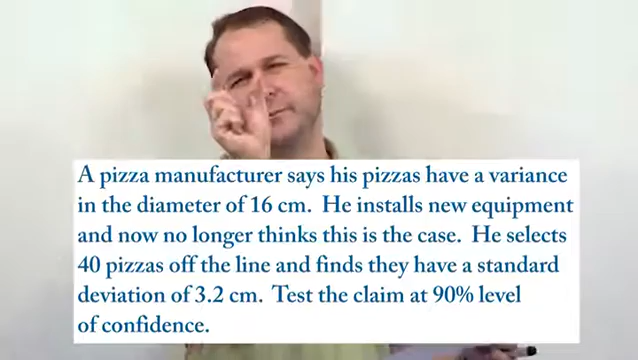 A pizza manufacturer says his pizzas have a variance
in the diameter of 16 cm. He installs new equipment
and now no longer thinks this is the case. He selects
40 pizzas off the line and finds they have a standard
deviation of 3.2 cm. Test the claim at 90% level
of confidence.